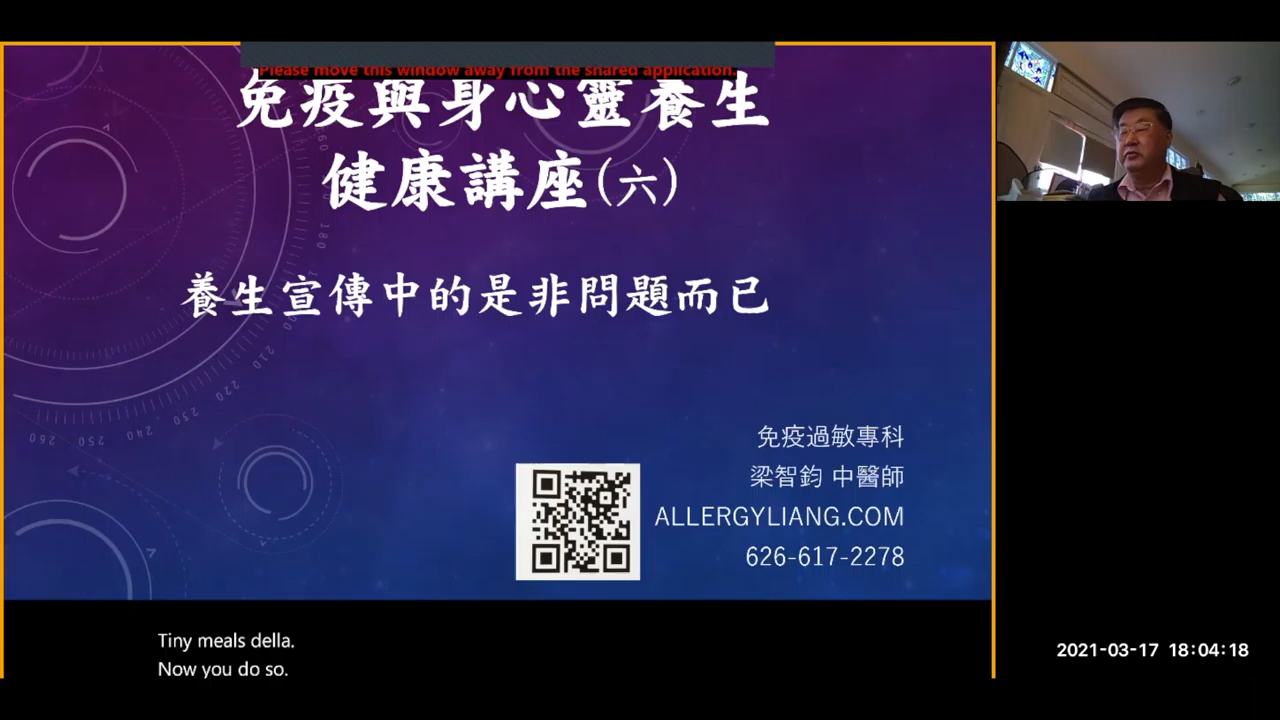 Please move this window away from the shared application.
免疫與身心靈養生
健康講座(六)
養生宣傳中的是非問題而已
免疫過敏專科
梁智鈞 中醫師
ALLERGYLIANG.COM
626-617-2278
Tiny meals della.
Now you do so.
2021-03-17 18:04:18